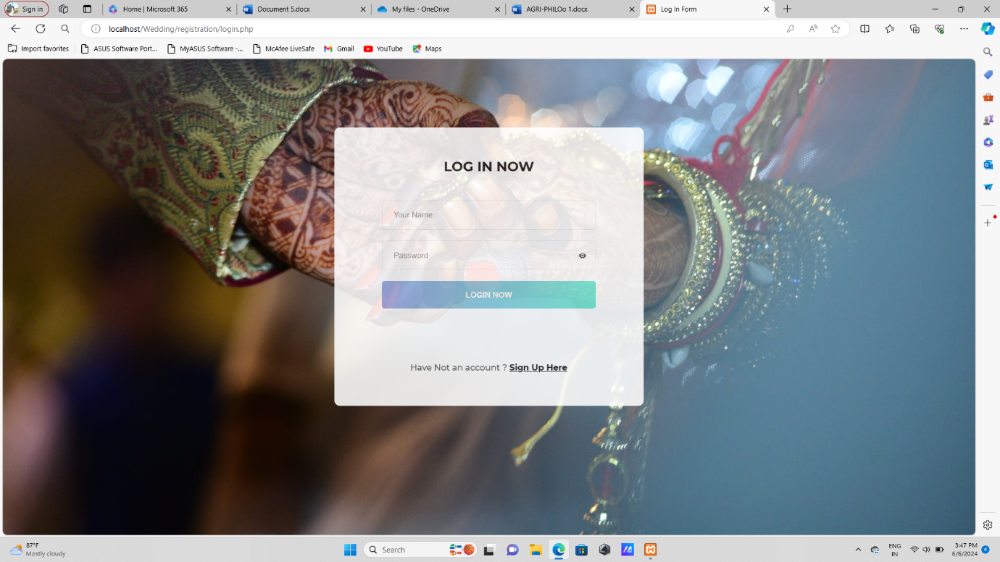 Sign in
Home | Microsoft 365
Document 5.docx
My files - OneDrive
AGRI-PHILOo 1.docx
Log In Form
localhost/Wedding/registration/login.php
Import favorites
ASUS Software Port...
MyASUS Software -...
McAfee LiveSafe
Gmail
YouTube
Maps
LOG IN NOW
Your Name
Password
LOGIN NOW
Have Not an account ? Sign Up Here
87°F
Mostly cloudy
Search
ENG
IN
3:47 PM
6/6/2024
4